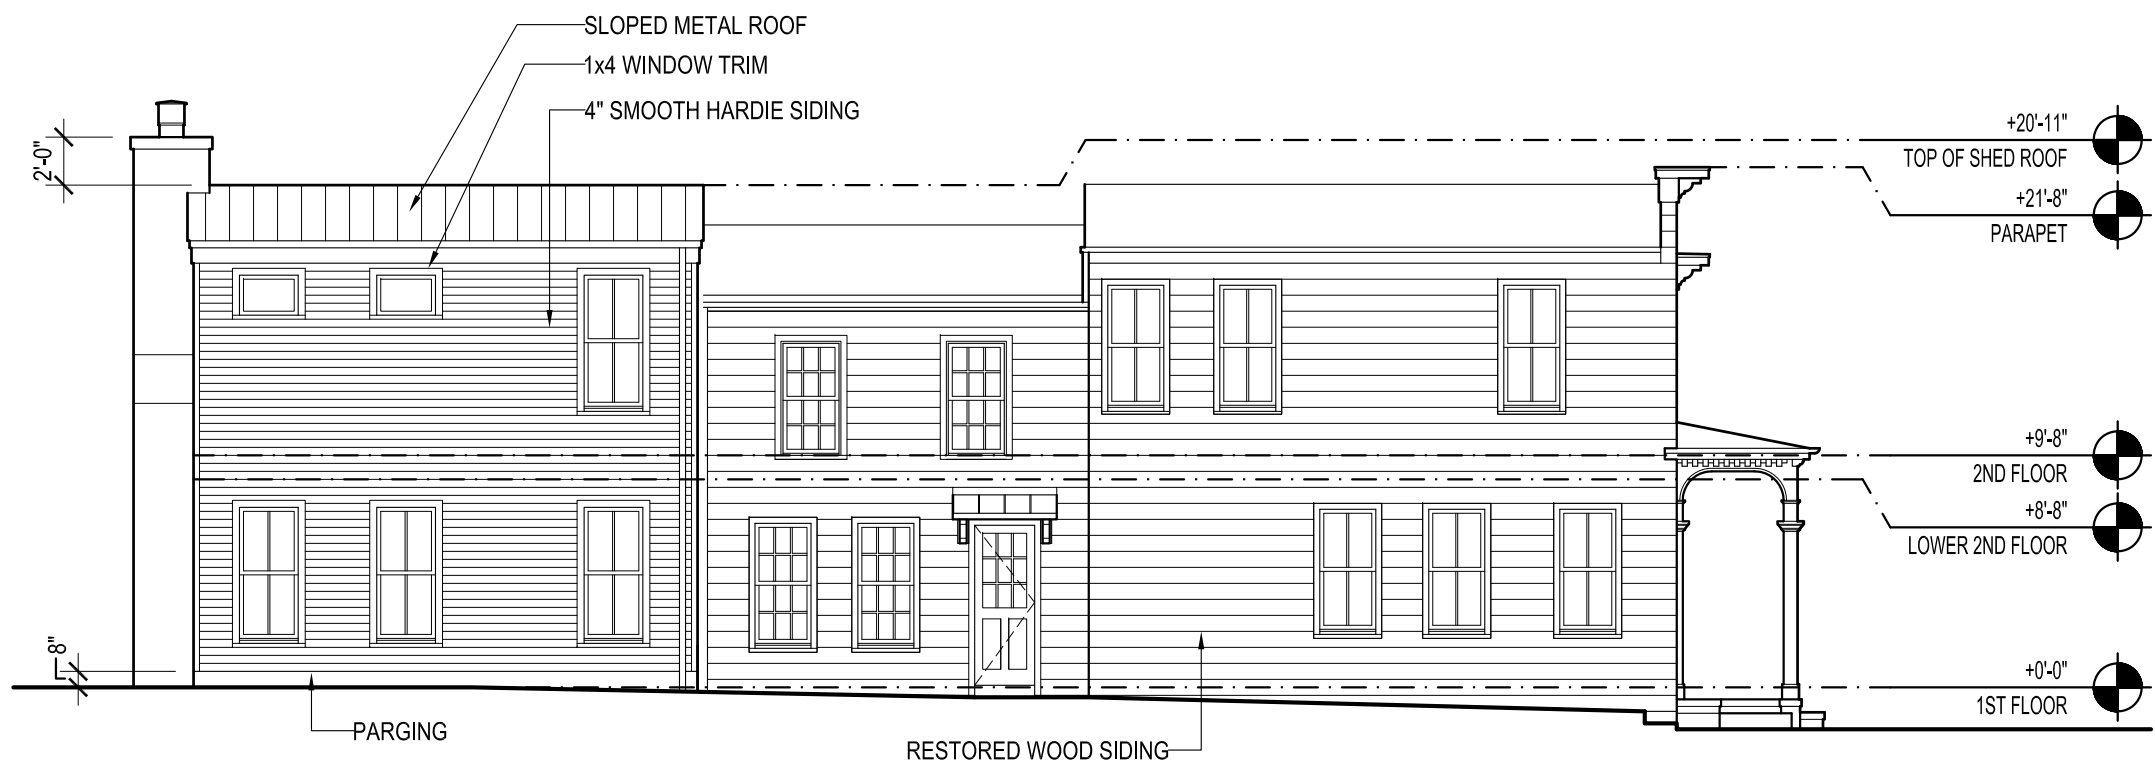 SLOPED METAL ROOF
1x4 WINDOW TRIM
4" SMOOTH HARDIE SIDING
2'-0"
+20'-11"
TOP OF SHED ROOF
+21'-8"
PARAPET
+9'-8"
2ND FLOOR
+8'-8"
LOWER 2ND FLOOR
8"
+0'-0"
1ST FLOOR
PARGING
RESTORED WOOD SIDING